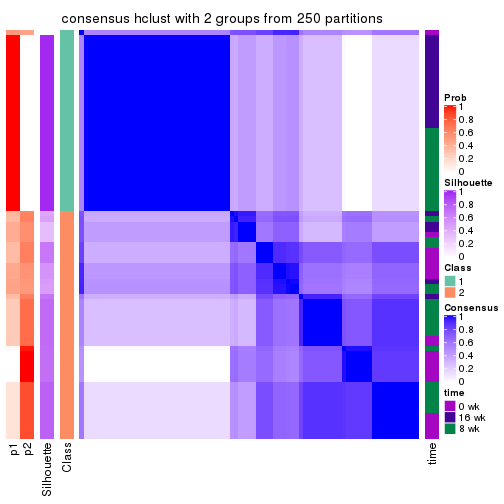 consensus hclust with 2 groups from 250 partitions
Prob
1
0.8
0.6
0.4
0.2
0
Silhouette
1
0.8
0.6
0.4
0.2
0
Class
1
2
Consensus
1
0.8
0.6
0.4
0.2
0
time
0 wk
16 wk
8 wk
p1
p2
Silhouette
Class
time